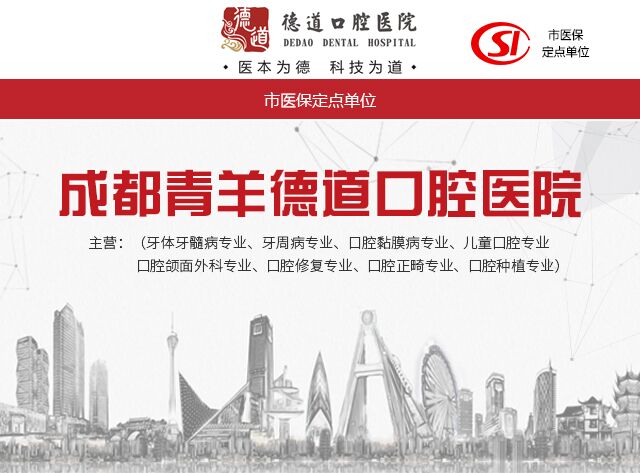 德道
德道口腔医院
DEDAO DENTAL HOSPITAL
·医本为德 科技为道·
CSI
市医保
定点单位
市医保定点单位
成都青羊德道口腔医院
主营：（牙体牙髓病专业、牙周病专业、口腔黏膜病专业、儿童口腔专业
口腔颌面外科专业、口腔修复专业、口腔正畸专业、口腔种植专业）